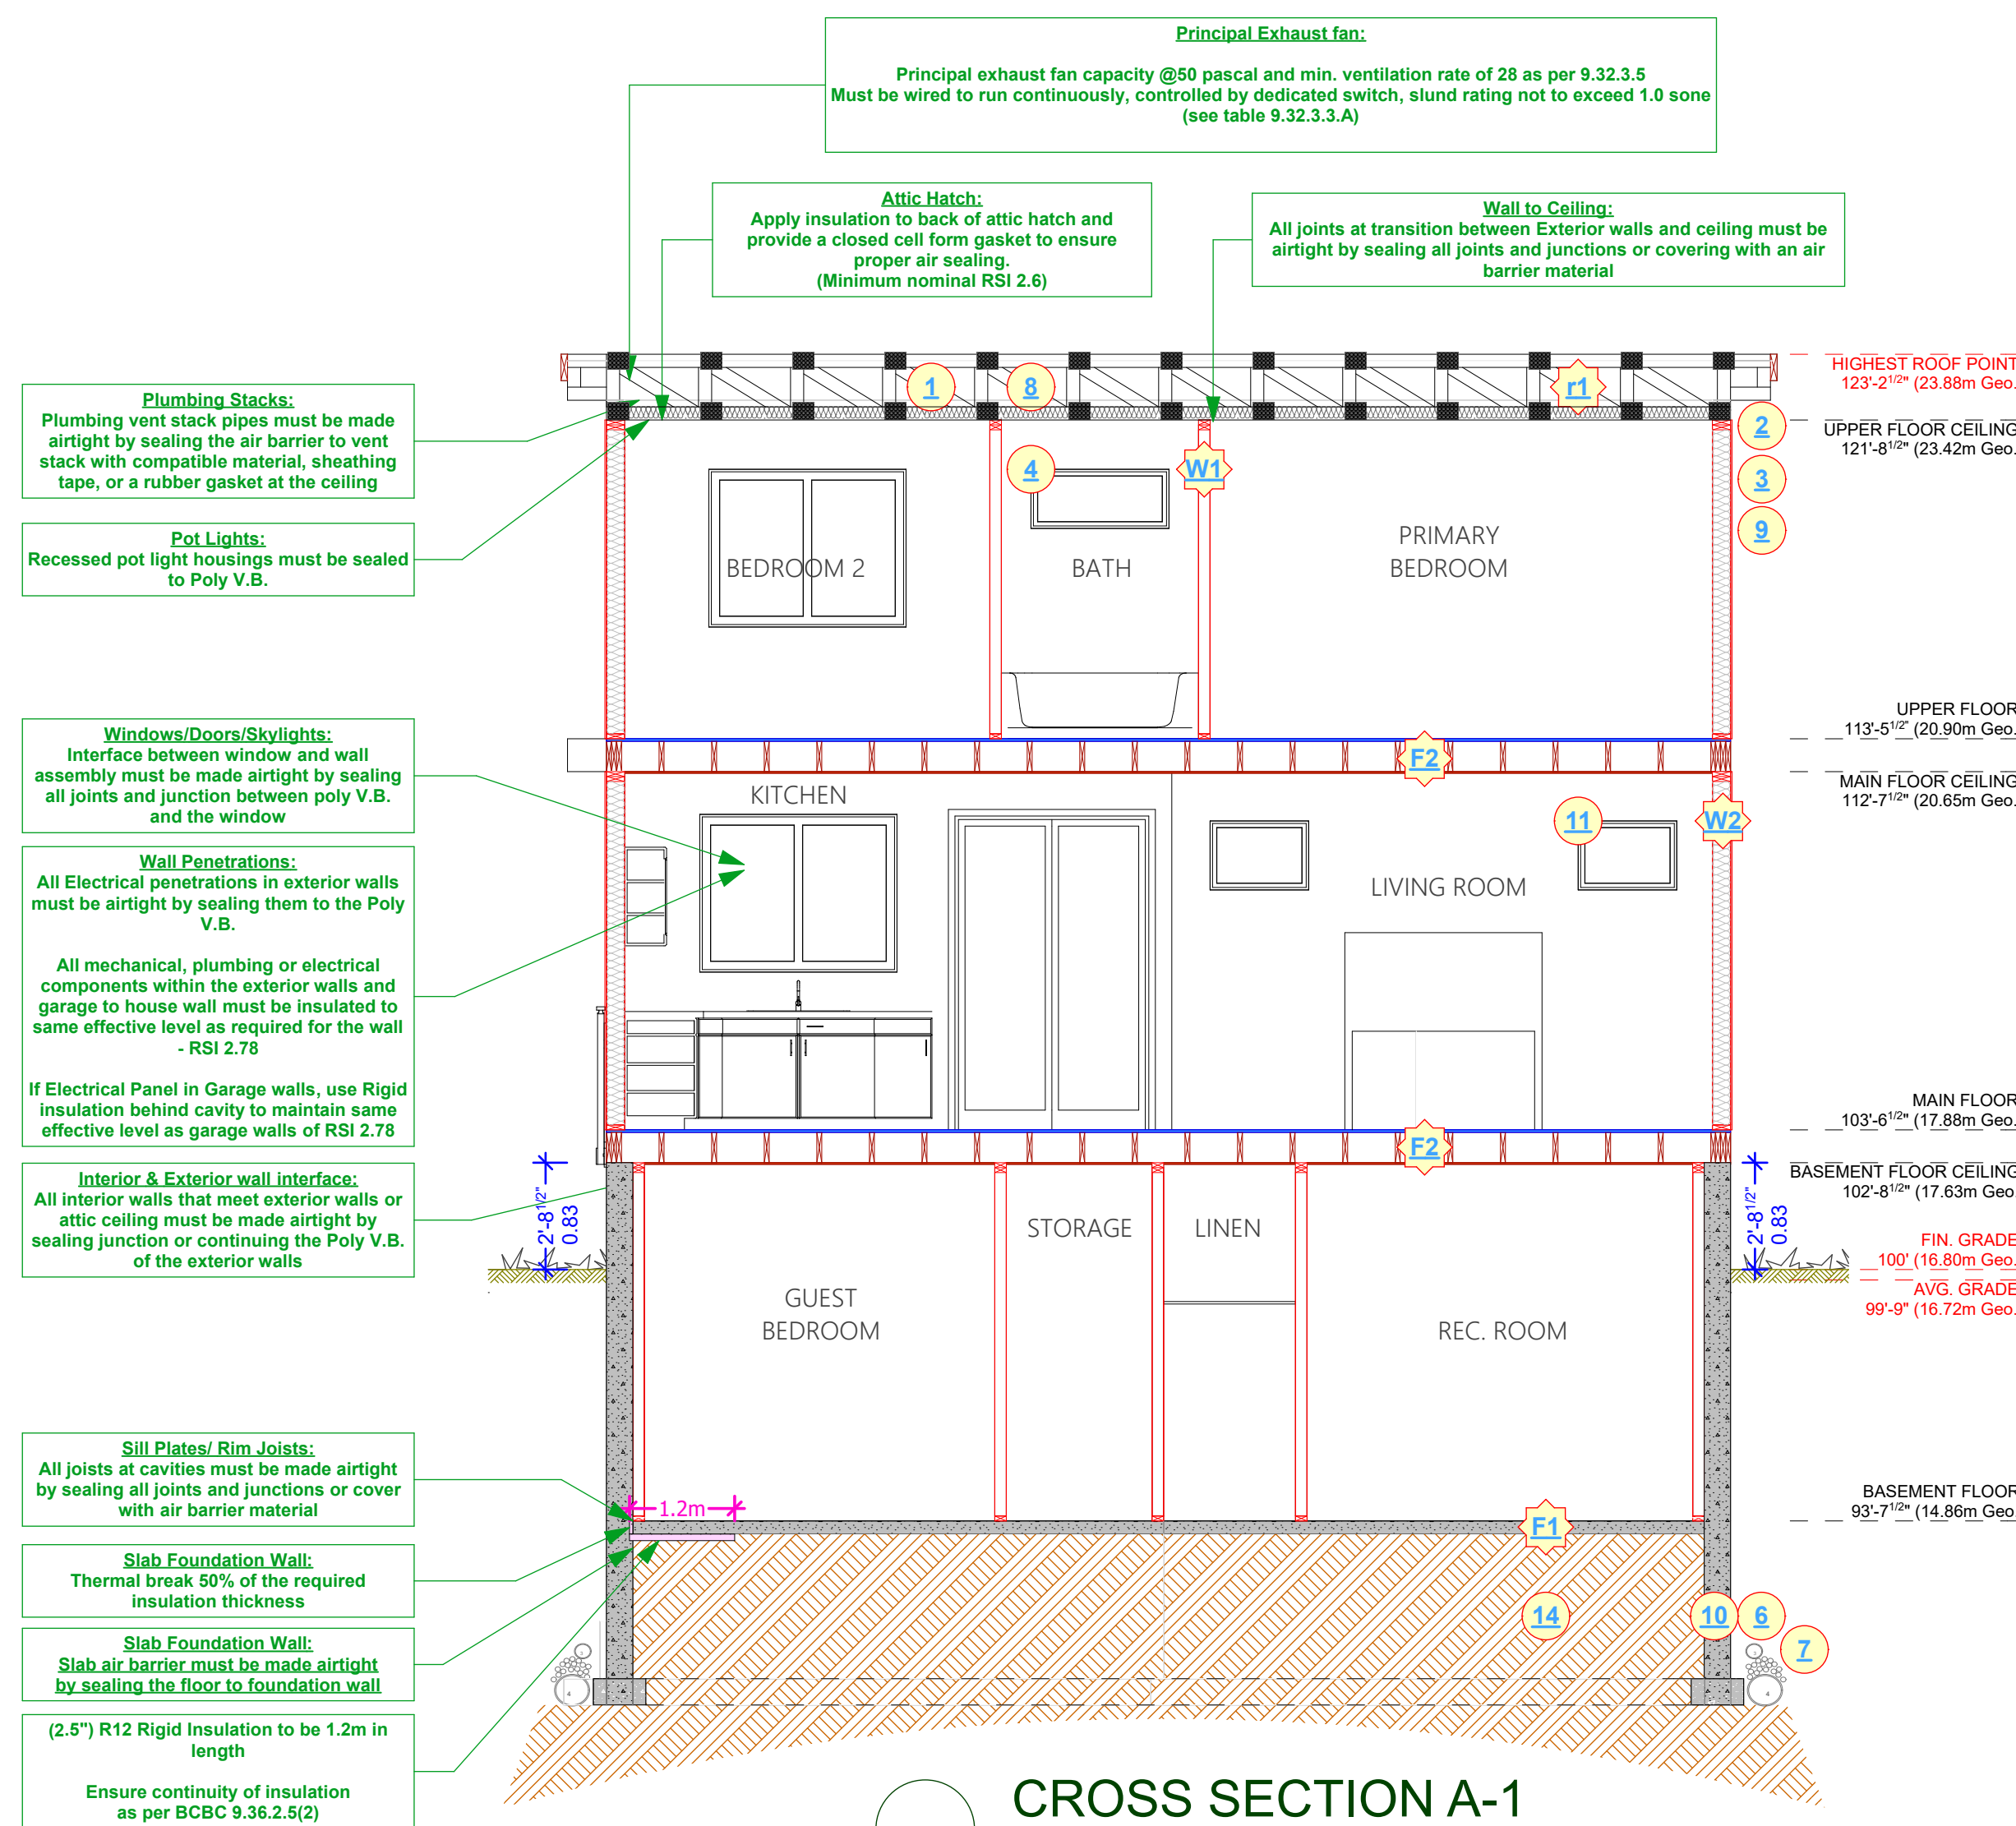 Principal Exhaust fan:
Principal exhaust fan capacity @50 pascal and min. ventilation rate of 28 as per 9.32.3.5
Must be wired to run continuously, controlled by dedicated switch, slund rating not to exceed 1.0 sone
(see table 9.32.3.3.A)
Attic Hatch:
Apply insulation to back of attic hatch and
provide a closed cell form gasket to ensure
proper air sealing.
(Minimum nominal RSI 2.6)
Wall to Ceiling:
All joints at transition between Exterior walls and ceiling must be
airtight by sealing all joints and junctions or covering with an air
barrier material
Plumbing Stacks:
Plumbing vent stack pipes must be made
airtight by sealing the air barrier to vent
stack with compatible material, sheathing
tape, or a rubber gasket at the ceiling
Pot Lights:
Recessed pot light housings must be sealed
to Poly V.B.
Windows/Doors/Skylights:
Interface between window and wall
assembly must be made airtight by sealing
all joints and junction between poly V.B.
and the window
Wall Penetrations:
All Electrical penetrations in exterior walls
must be airtight by sealing them to the Poly
V.B.
All mechanical, plumbing or electrical
components within the exterior walls and
garage to house wall must be insulated to
same effective level as required for the wall
- RSI 2.78
If Electrical Panel in Garage walls, use Rigid
insulation behind cavity to maintain same
effective level as garage walls of RSI 2.78
Interior & Exterior wall interface:
All interior walls that meet exterior walls or
attic ceiling must be made airtight by
sealing junction or continuing the Poly V.B.
of the exterior walls
Sill Plates/ Rim Joists:
All joists at cavities must be made airtight
by sealing all joints and junctions or cover
with air barrier material
Slab Foundation Wall:
Thermal break 50% of the required
insulation thickness
Slab Foundation Wall:
Slab air barrier must be made airtight
by sealing the floor to foundation wall
(2.5") R12 Rigid Insulation to be 1.2m in
length
Ensure continuity of insulation
as per BCBC 9.36.2.5(2)
1
8
r1
2
3
9
4
W1
BEDROOM 2
BATH
PRIMARY
BEDROOM
F2
KITCHEN
11
W2
LIVING ROOM
F2
2'-8 1/2"
0.83
2'-8 1/2"
0.83
STORAGE
LINEN
GUEST
BEDROOM
REC. ROOM
1.2m
F1
14
10
6
7
4
4
HIGHEST ROOF POINT
123'-2 1/2" (23.88m Geo.
UPPER FLOOR CEILING
121'-8 1/2" (23.42m Geo.
UPPER FLOOR
113'-5 1/2" (20.90m Geo.
MAIN FLOOR CEILING
112'-7 1/2" (20.65m Geo.
MAIN FLOOR
103'-6 1/2" (17.88m Geo.
BASEMENT FLOOR CEILING
102'-8 1/2" (17.63m Geo.
FIN. GRADE
100' (16.80m Geo.
AVG. GRADE
99'-9" (16.72m Geo.
BASEMENT FLOOR
93'-7 1/2" (14.86m Geo.
CROSS SECTION A-1